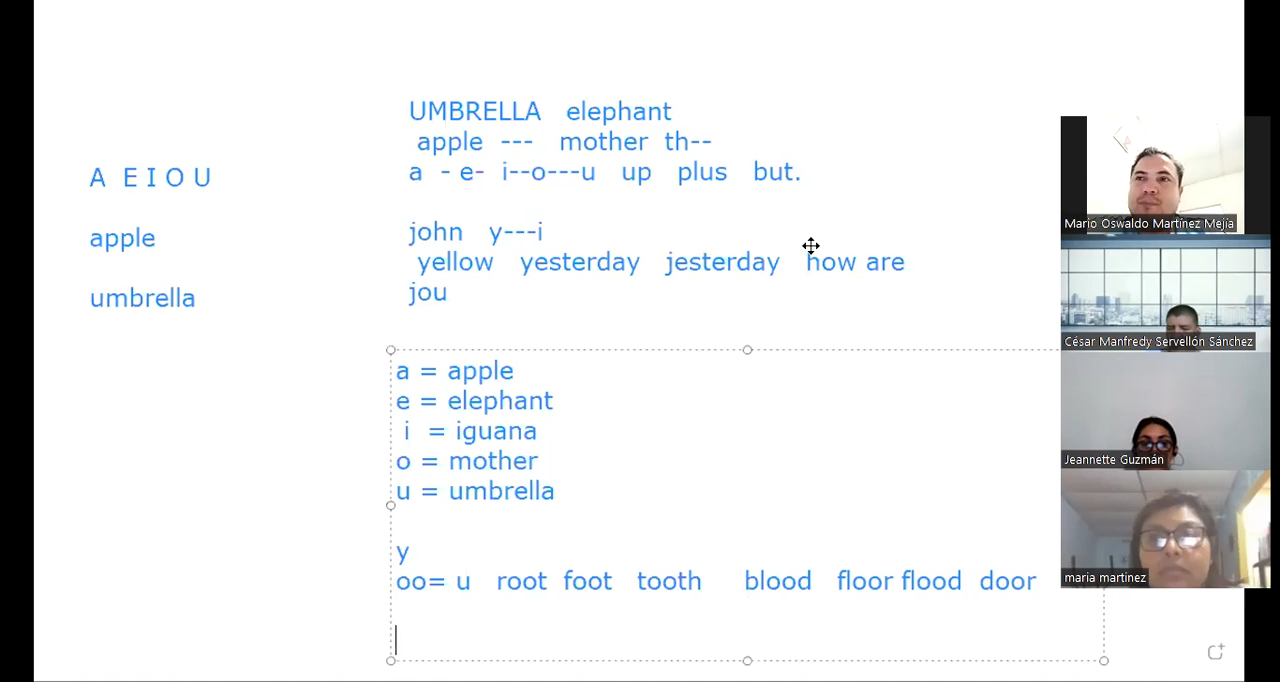 A E I O U
apple
umbrella
UMBRELLA elephant
apple --- mother th--
a - e- i--o---u up plus but.
john y---i
yellow yesterday jesterday how are
jou
a = apple
e = elephant
i = iguana
o = mother
u = umbrella
y
oo= u root foot tooth blood floor flood door
Mario Oswaldo Martínez Mejía
César Manfredy Servellón Sánchez
Jeannette Guzmán
maria martinez